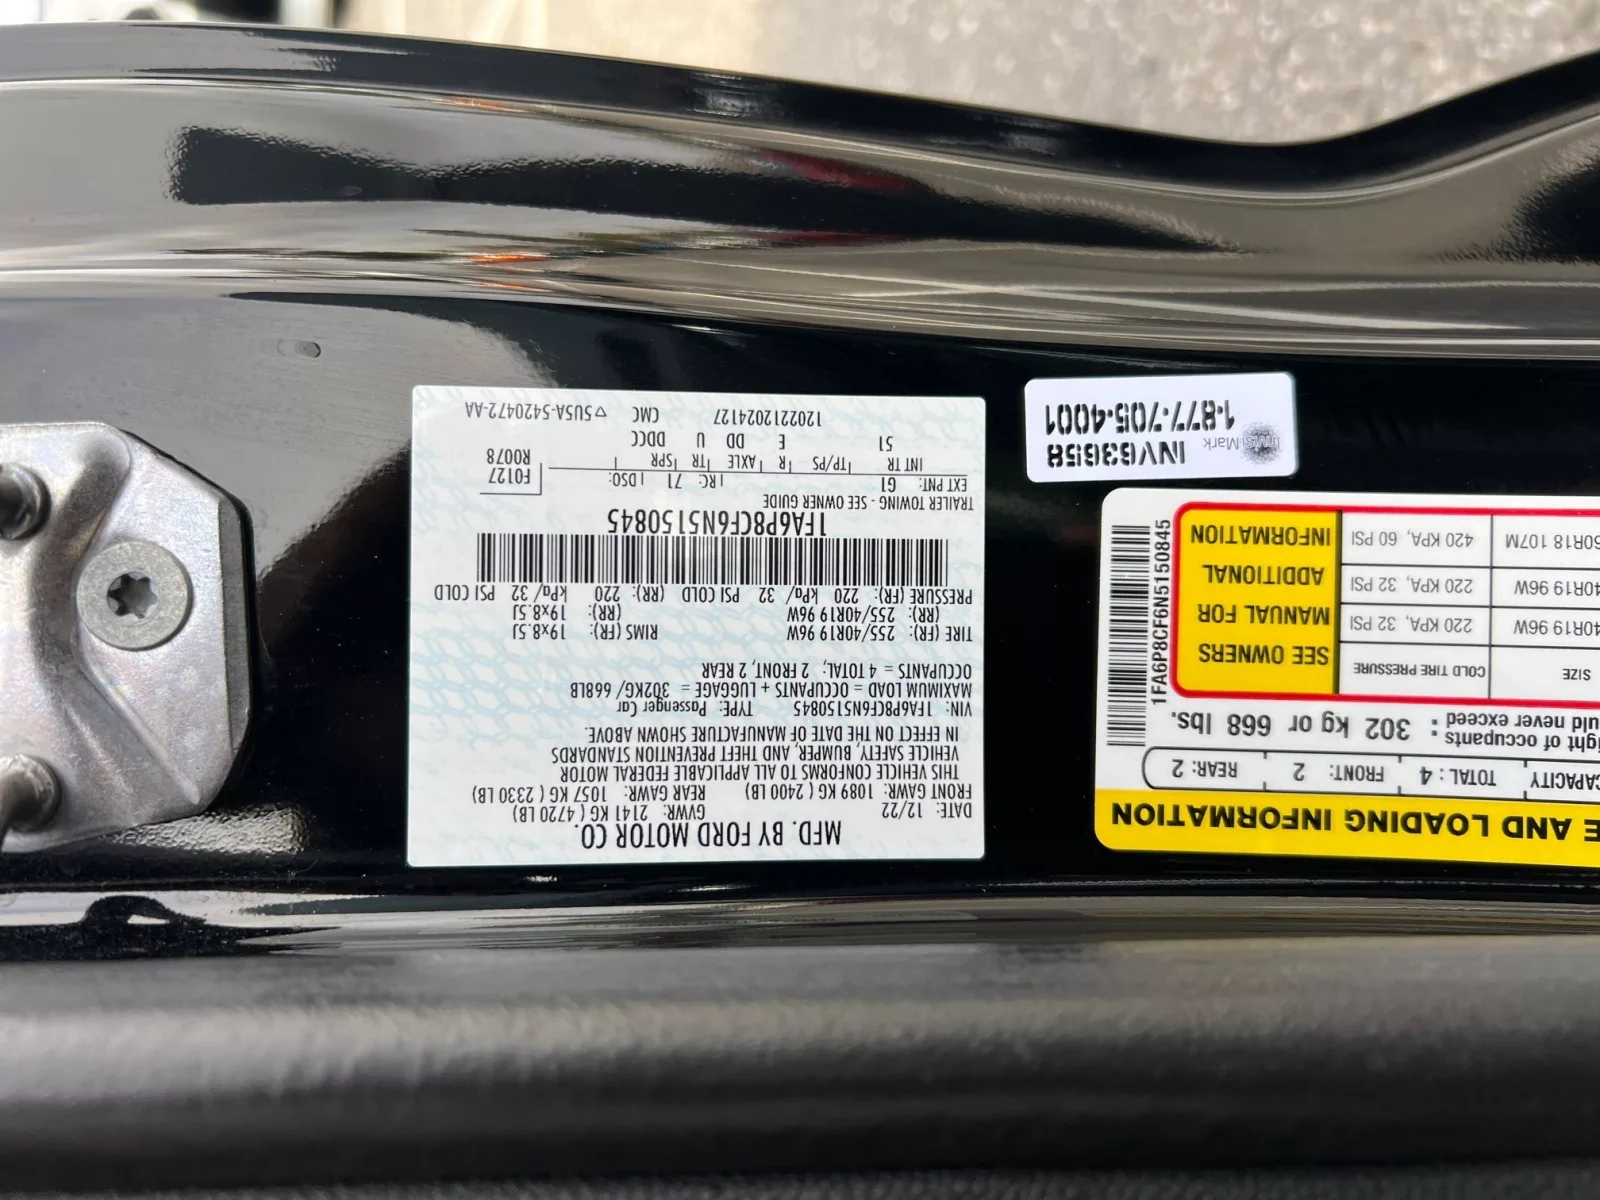 MFD. BY FORD MOTOR CO.
DATE: 12/22 GVWR: 2141 KG ( 4720 LB)
FRONT GAWR: 1089 KG ( 2400 LB) REAR GAWR: 1057 KG ( 2330 LB)
THIS VEHICLE CONFORMS TO ALL APPLICABLE FEDERAL MOTOR
VEHICLE SAFETY, BUMPER, AND THEFT PREVENTION STANDARDS
IN EFFECT ON THE DATE OF MANUFACTURE SHOWN ABOVE.
VIN: 1FA6P8CF6N5150845 TYPE: Passenger Car
MAXIMUM LOAD = OCCUPANTS + LUGGAGE = 302KG/ 668LB
OCCUPANTS = 4 TOTAL, 2 FRONT, 2 REAR
TIRE (FR): 255/40R19 96W RIMS (FR): 19x8.5J
(RR): 255/40R19 96W (RR): 19x8.5J
PRESSURE (FR): 220 kPa/ 32 PSI COLD (RR): 220 kPa/ 32 PSI COLD
1FA6P8CF6N5150845
TRAILER TOWING - SEE OWNER GUIDE
EXT PNT: G1 RC: 71 DSO: F0127
INT TR TP/PS R AXLE TR SPR R0078
51 E DD U DDCC
1202212024127 CMC ▽5U5A-5420472-AA
E AND LOADING INFORMATION
CAPACITY TOTAL : 4 FRONT: 2 REAR: 2
ight of occupants
uld never exceed : 302 kg or 668 lbs.
SIZE COLD TIRE PRESSURE
40R19 96W 220 KPA, 32 PSI
40R19 96W 220 KPA, 32 PSI
60R18 107M 420 KPA, 60 PSI
SEE OWNERS
MANUAL FOR
ADDITIONAL
INFORMATION
1FA6P8CF6N5150845
InvisiMark
INV63658
1-877-705-4001